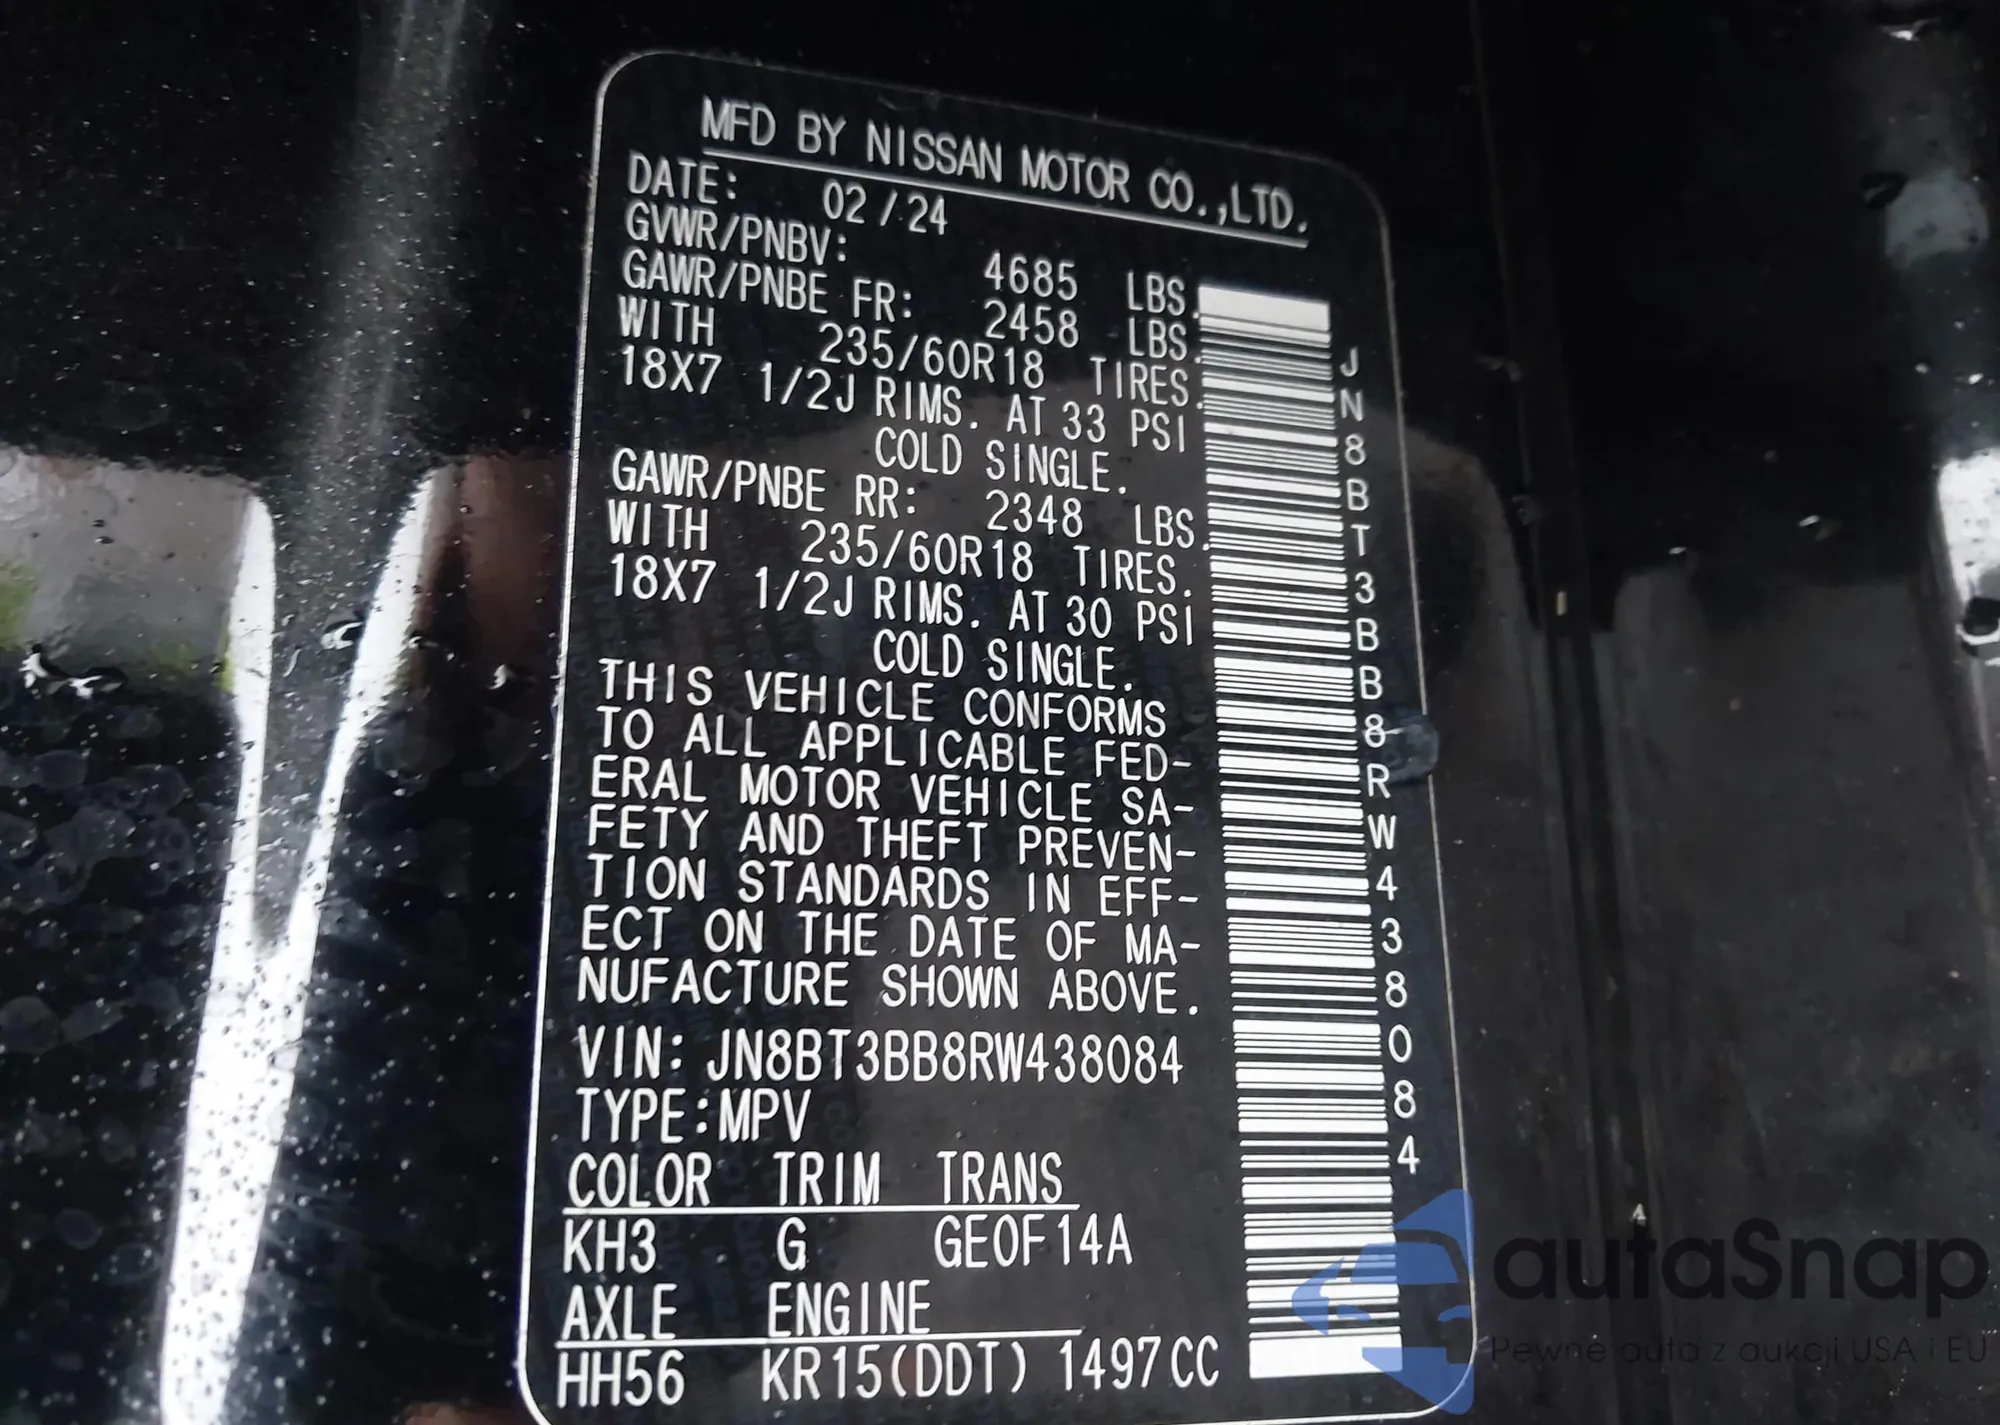 MFD BY NISSAN MOTOR CO.,LTD.
DATE: 02/24
GVWR/PNBV: 4685 LBS.
GAWR/PNBE FR: 2458 LBS.
WITH 235/60R18 TIRES.
18X7 1/2J RIMS. AT 33 PSI
COLD SINGLE.
GAWR/PNBE RR: 2348 LBS.
WITH 235/60R18 TIRES.
18X7 1/2J RIMS. AT 30 PSI
COLD SINGLE.
THIS VEHICLE CONFORMS
TO ALL APPLICABLE FED-
ERAL MOTOR VEHICLE SA-
FETY AND THEFT PREVEN-
TION STANDARDS IN EFF-
ECT ON THE DATE OF MA-
NUFACTURE SHOWN ABOVE.
VIN: JN8BT3BB8RW438084
TYPE:MPV
COLOR TRIM TRANS
KH3 G GEOF14A
AXLE ENGINE
HH56 KR15(DDT) 1497CC
JN8BT3BB8RW438084
autaSnap
Pewne auta z aukcji USA i EU